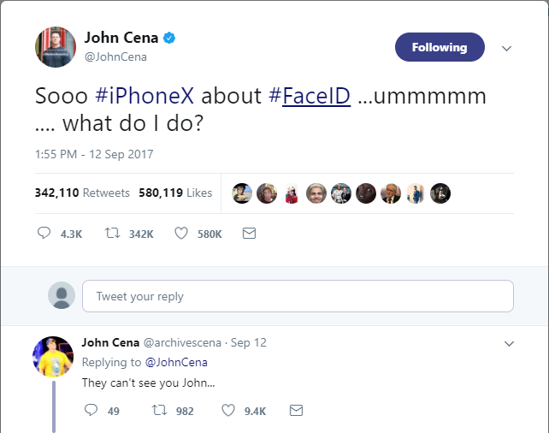 John Cena
@JohnCena
Following
Sooo #iPhoneX about #FaceID ...ummmmm
.... what do I do?
1:55 PM - 12 Sep 2017
342,110 Retweets 580,119 Likes
4.3K 342K 580K
Tweet your reply
John Cena @archivescena · Sep 12
Replying to @JohnCena
They can't see you John...
49 982 9.4K